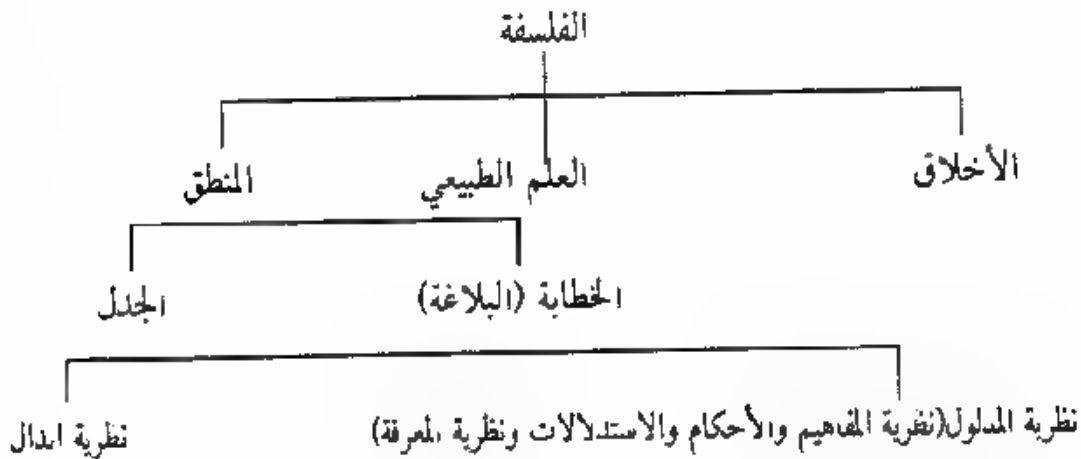 الفلسفة
الأخلاق العلم الطبيعي المنطق
الخطابة (البلاغة) الجدل
نظرية المدلول(نظرية المفاهيم والأحكام والاستدلالات ونظرية المعرفة) نظرية الدال